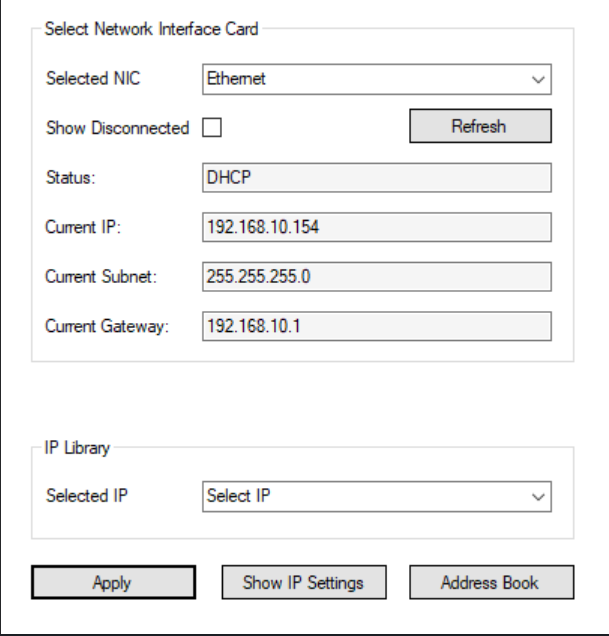 Select Network Interface Card
Selected NIC Ethernet
Show Disconnected Refresh
Status: DHCP
Current IP: 192.168.10.154
Current Subnet: 255.255.255.0
Current Gateway: 192.168.10.1
IP Library
Selected IP Select IP
Apply Show IP Settings Address Book